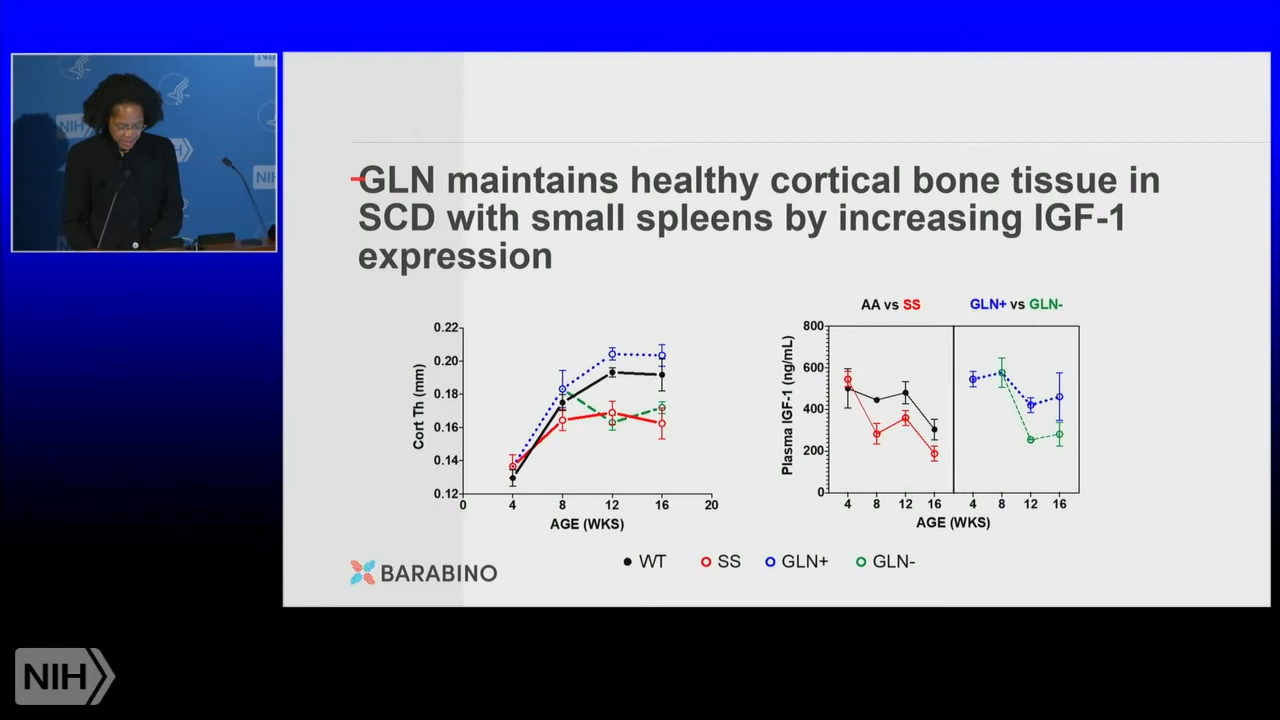 NIH
NIH
NIH
GLN maintains healthy cortical bone tissue in
SCD with small spleens by increasing IGF-1
expression
AA vs SS
GLN+ vs GLN-
Cort Th (mm)
0.22
0.20
0.18
0.16
0.14
0.12
0 4 8 12 16 20
AGE (WKS)
Plasma IGF-1 (ng/mL)
800
600
400
200
0
4 8 12 16 4 8 12 16
AGE (WKS)
WT SS GLN+ GLN-
BARABINO
NIH